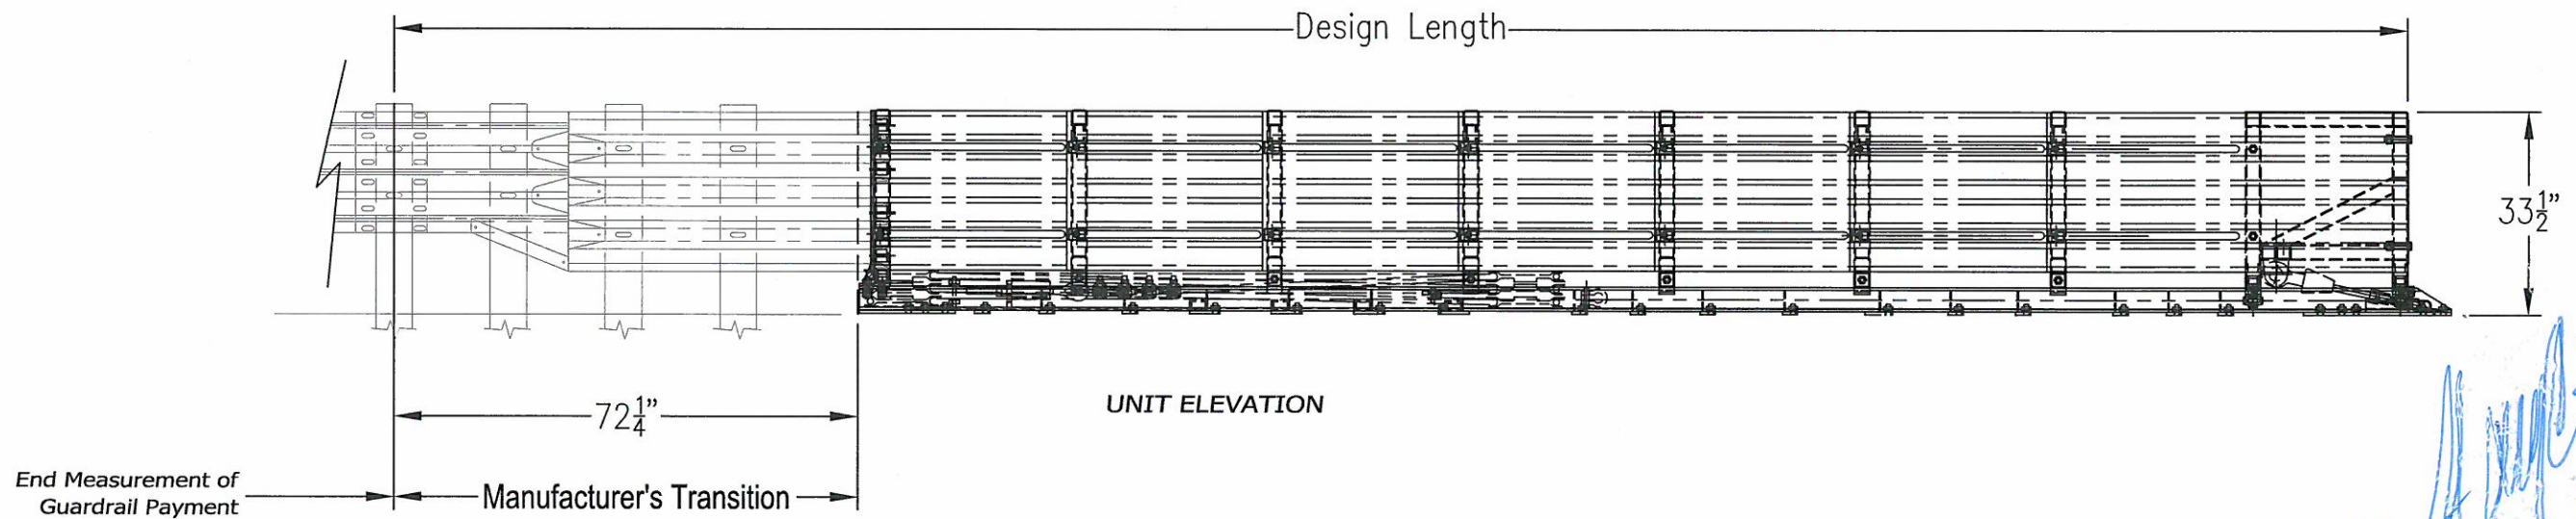 Design Length
33½"
72¼"
UNIT ELEVATION
End Measurement of
Guardrail Payment
Manufacturer's Transition